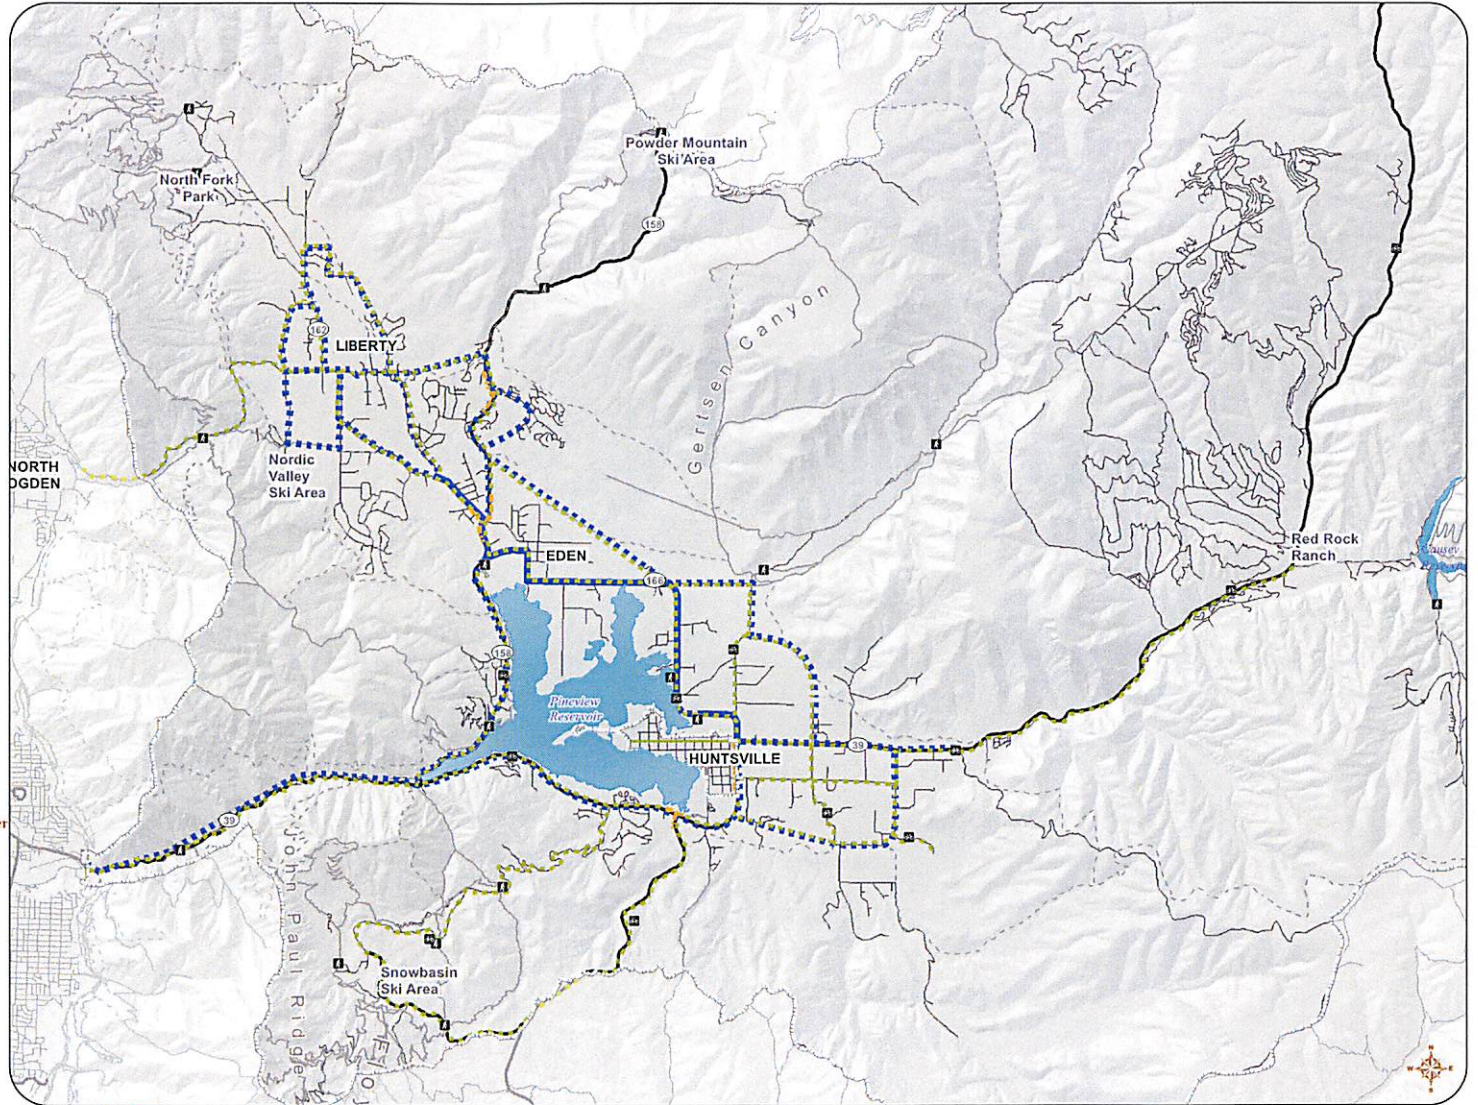 Powder Mountain
Ski Area
North Fork
Park
158
Gertsen Canyon
162
LIBERTY
NORTH
OGDEN
Nordic
Valley
Ski Area
EDEN
166
Red Rock
Ranch
Causey
158
Pineview
Reservoir
39
HUNTSVILLE
39
John Paul Ridge
Snowbasin
Ski Area
N
W
E
S